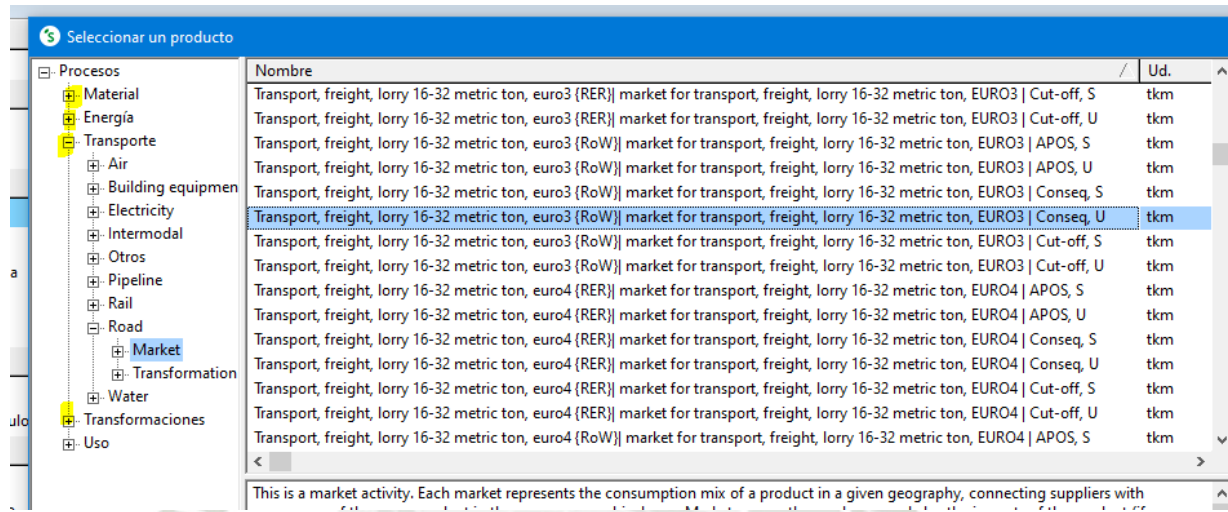 Seleccionar un producto
Procesos
Material
Energía
Transporte
Air
Building equipmen
Electricity
Intermodal
Otros
Pipeline
Rail
Road
Market
Transformation
Water
Transformaciones
Uso
Nombre Ud.
Transport, freight, lorry 16-32 metric ton, euro3 {RER}| market for transport, freight, lorry 16-32 metric ton, EURO3 | Cut-off, S tkm
Transport, freight, lorry 16-32 metric ton, euro3 {RER}| market for transport, freight, lorry 16-32 metric ton, EURO3 | Cut-off, U tkm
Transport, freight, lorry 16-32 metric ton, euro3 {RoW}| market for transport, freight, lorry 16-32 metric ton, EURO3 | APOS, S tkm
Transport, freight, lorry 16-32 metric ton, euro3 {RoW}| market for transport, freight, lorry 16-32 metric ton, EURO3 | APOS, U tkm
Transport, freight, lorry 16-32 metric ton, euro3 {RoW}| market for transport, freight, lorry 16-32 metric ton, EURO3 | Conseq, S tkm
Transport, freight, lorry 16-32 metric ton, euro3 {RoW}| market for transport, freight, lorry 16-32 metric ton, EURO3 | Conseq, U tkm
Transport, freight, lorry 16-32 metric ton, euro3 {RoW}| market for transport, freight, lorry 16-32 metric ton, EURO3 | Cut-off, S tkm
Transport, freight, lorry 16-32 metric ton, euro3 {RoW}| market for transport, freight, lorry 16-32 metric ton, EURO3 | Cut-off, U tkm
Transport, freight, lorry 16-32 metric ton, euro4 {RER}| market for transport, freight, lorry 16-32 metric ton, EURO4 | APOS, S tkm
Transport, freight, lorry 16-32 metric ton, euro4 {RER}| market for transport, freight, lorry 16-32 metric ton, EURO4 | APOS, U tkm
Transport, freight, lorry 16-32 metric ton, euro4 {RER}| market for transport, freight, lorry 16-32 metric ton, EURO4 | Conseq, S tkm
Transport, freight, lorry 16-32 metric ton, euro4 {RER}| market for transport, freight, lorry 16-32 metric ton, EURO4 | Conseq, U tkm
Transport, freight, lorry 16-32 metric ton, euro4 {RER}| market for transport, freight, lorry 16-32 metric ton, EURO4 | Cut-off, S tkm
Transport, freight, lorry 16-32 metric ton, euro4 {RER}| market for transport, freight, lorry 16-32 metric ton, EURO4 | Cut-off, U tkm
Transport, freight, lorry 16-32 metric ton, euro4 {RoW}| market for transport, freight, lorry 16-32 metric ton, EURO4 | APOS, S tkm
This is a market activity. Each market represents the consumption mix of a product in a given geography, connecting suppliers with
a
ulo